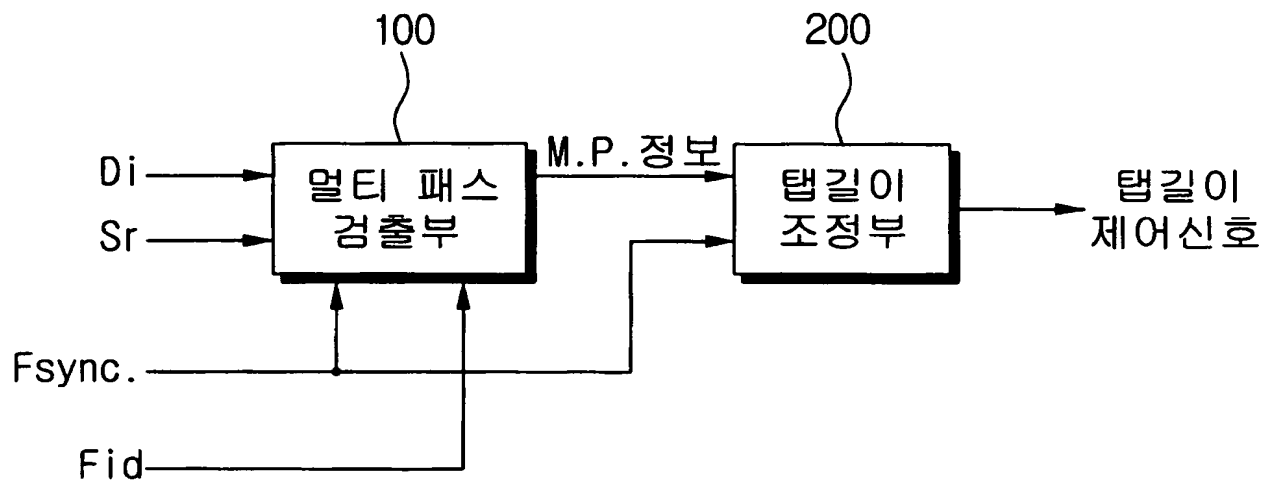 100
200
Di
Sr
멀티 패스
검출부
M.P.정보
탭길이
조정부
탭길이
제어신호
Fsync.
Fid